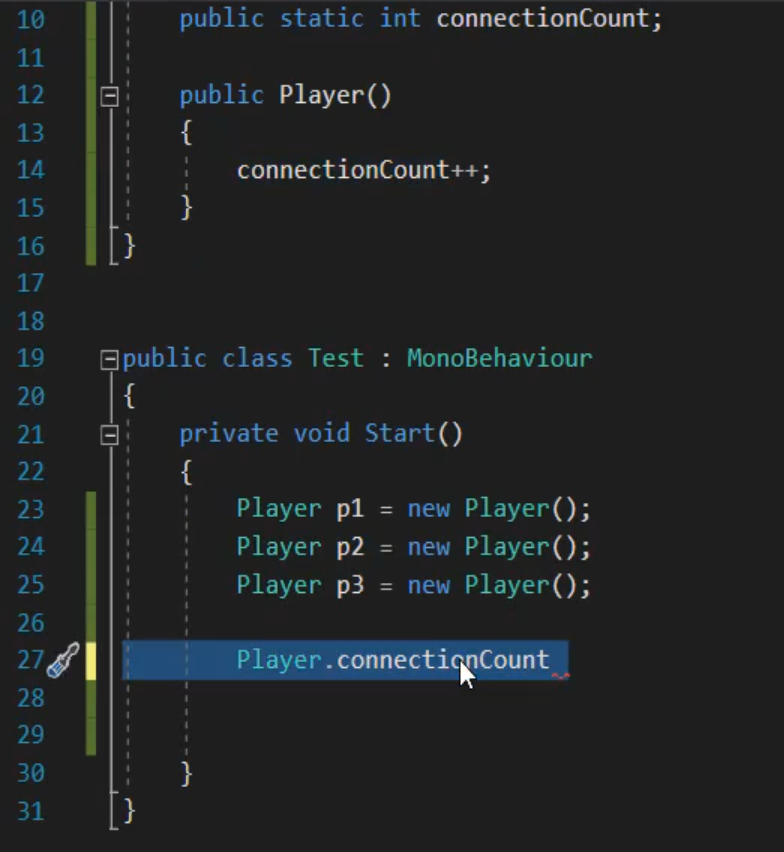 10 public static int connectionCount;
11
12 public Player()
13 {
14 connectionCount++;
15 }
16 }
17
18
19 public class Test : MonoBehaviour
20 {
21 private void Start()
22 {
23 Player p1 = new Player();
24 Player p2 = new Player();
25 Player p3 = new Player();
26
27 Player.connectionCount
28
29
30 }
31 }